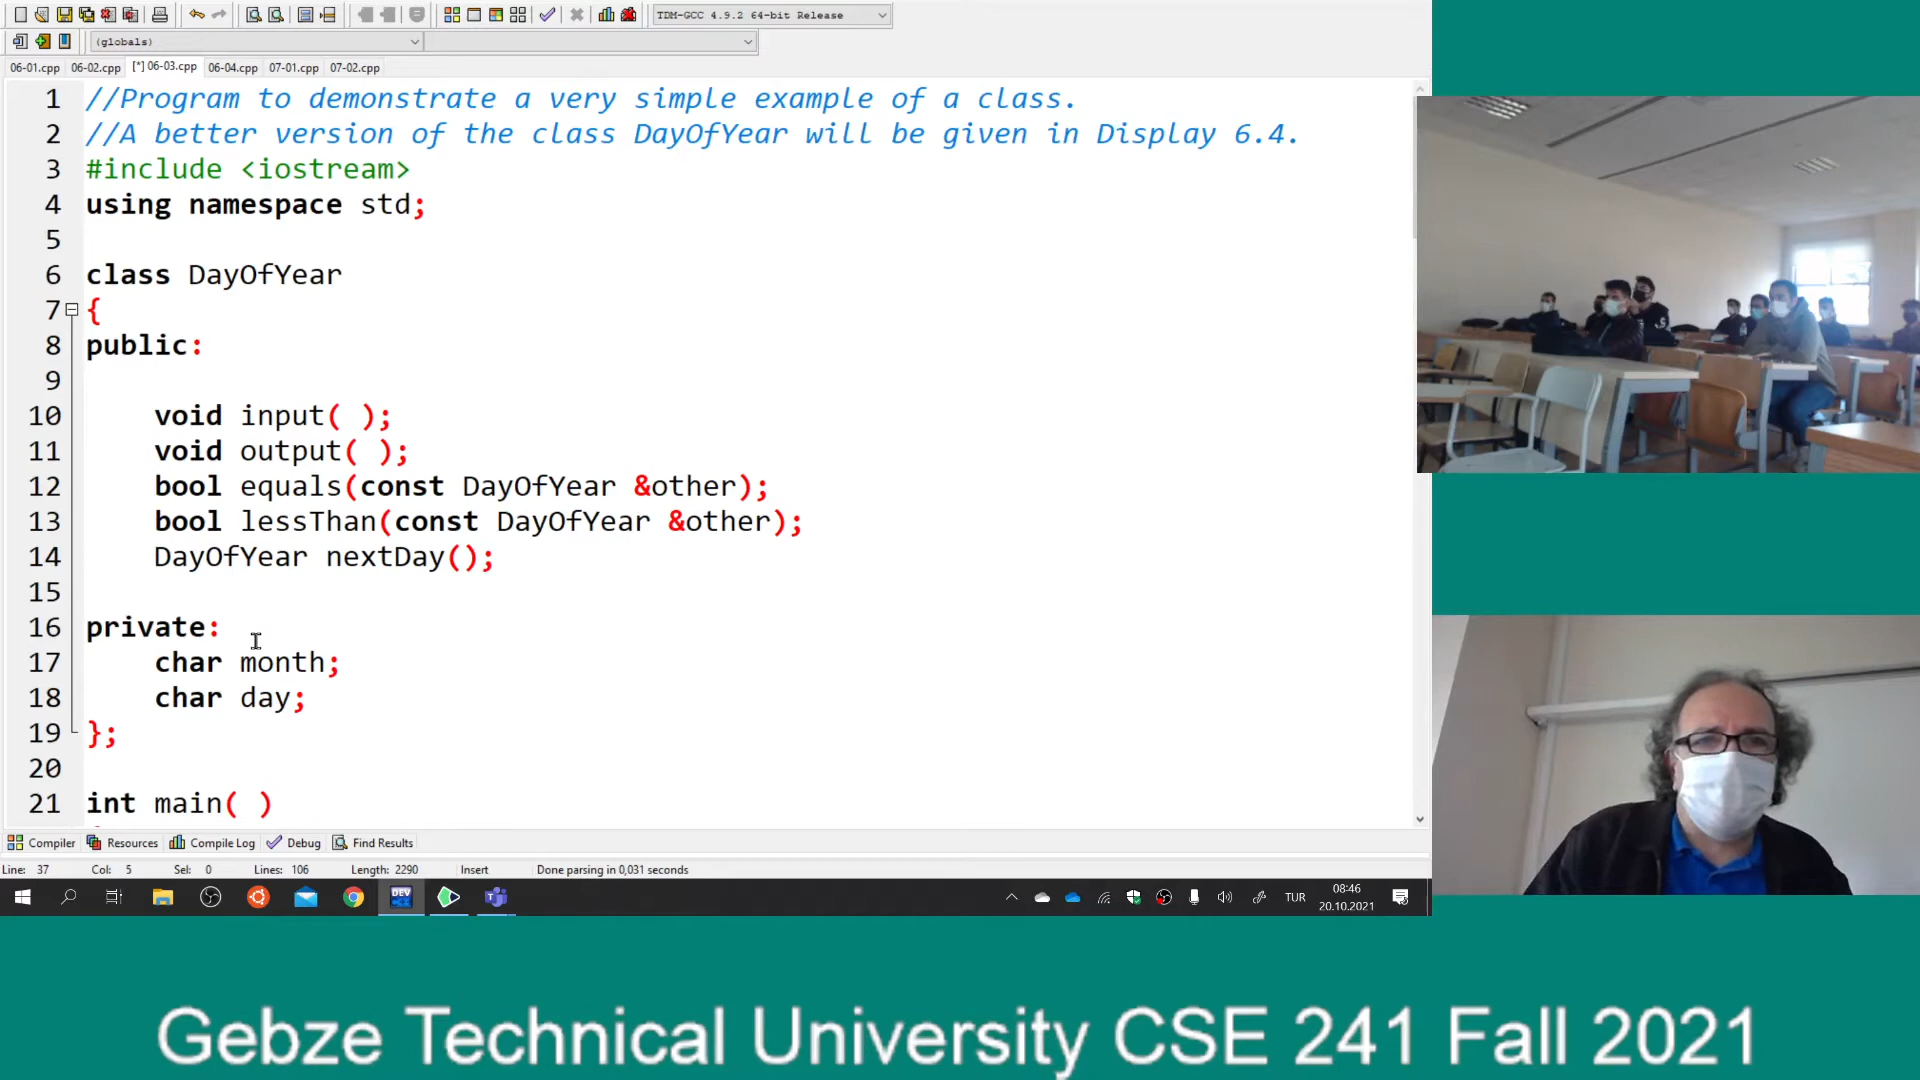 TDM-GCC 4.9.2 64-bit Release
(globals)
06-01.cpp 06-02.cpp [*] 06-03.cpp 06-04.cpp 07-01.cpp 07-02.cpp
1 //Program to demonstrate a very simple example of a class.
2 //A better version of the class DayOfYear will be given in Display 6.4.
3 #include <iostream>
4 using namespace std;
5
6 class DayOfYear
7 {
8 public:
9
10 void input( );
11 void output( );
12 bool equals(const DayOfYear &other);
13 bool lessThan(const DayOfYear &other);
14 DayOfYear nextDay();
15
16 private:
17 char month;
18 char day;
19 };
20
21 int main( )
Compiler Resources Compile Log Debug Find Results
Line: 37 Col: 5 Sel: 0 Lines: 106 Length: 2290 Insert Done parsing in 0,031 seconds
DEV
TUR
08:46
20.10.2021
Gebze Technical University CSE 241 Fall 2021